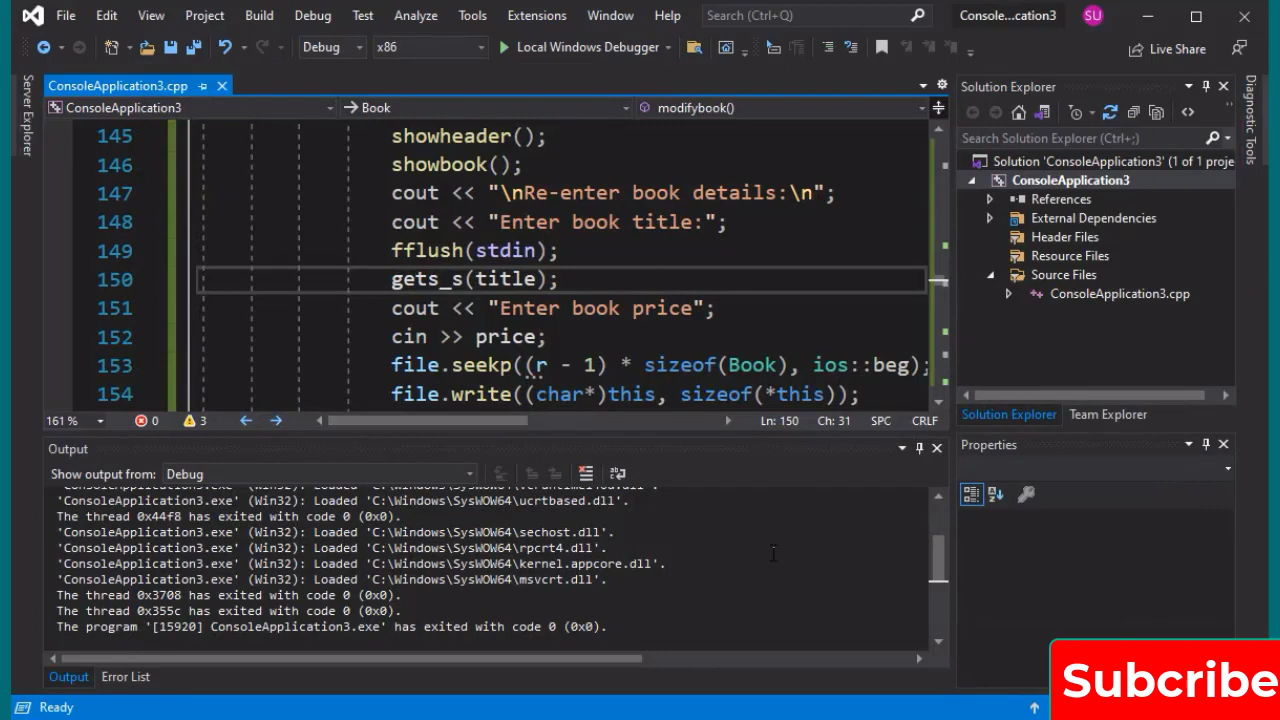 File Edit View Project Build Debug Test Analyze Tools Extensions Window Help Search (Ctrl+Q) Console...cation3 SU
Debug x86 Local Windows Debugger Live Share
Server Explorer
ConsoleApplication3.cpp
ConsoleApplication3 Book modifybook()
145 showheader();
146 showbook();
147 cout << "\nRe-enter book details:\n";
148 cout << "Enter book title:";
149 fflush(stdin);
150 gets_s(title);
151 cout << "Enter book price";
152 cin >> price;
153 file.seekp((r - 1) * sizeof(Book), ios::beg);
154 file.write((char*)this, sizeof(*this));
161 % 0 3 Ln: 150 Ch: 31 SPC CRLF
Output
Show output from: Debug
'ConsoleApplication3.exe' (Win32): Loaded 'C:\Windows\SysWOW64\ucrtbased.dll'.
The thread 0x44f8 has exited with code 0 (0x0).
'ConsoleApplication3.exe' (Win32): Loaded 'C:\Windows\SysWOW64\sechost.dll'.
'ConsoleApplication3.exe' (Win32): Loaded 'C:\Windows\SysWOW64\rpcrt4.dll'.
'ConsoleApplication3.exe' (Win32): Loaded 'C:\Windows\SysWOW64\kernel.appcore.dll'.
'ConsoleApplication3.exe' (Win32): Loaded 'C:\Windows\SysWOW64\msvcrt.dll'.
The thread 0x3708 has exited with code 0 (0x0).
The thread 0x355c has exited with code 0 (0x0).
The program '[15920] ConsoleApplication3.exe' has exited with code 0 (0x0).
Output Error List
Ready
Solution Explorer
Search Solution Explorer (Ctrl+;)
Solution 'ConsoleApplication3' (1 of 1 proje
ConsoleApplication3
References
External Dependencies
Header Files
Resource Files
Source Files
ConsoleApplication3.cpp
Solution Explorer Team Explorer
Properties
Diagnostic Tools
Subcribe